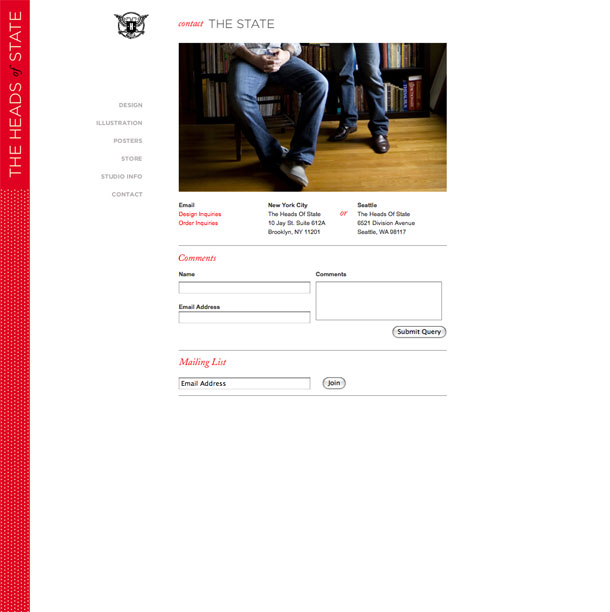 THE HEADS of STATE
contact THE STATE
DESIGN
ILLUSTRATION
POSTERS
STORE
STUDIO INFO
CONTACT
Email
Design Inquiries
Order Inquiries
New York City
The Heads Of State
10 Jay St. Suite 612A
Brooklyn, NY 11201
or
Seattle
The Heads Of State
6521 Division Avenue
Seattle, WA 98117
Comments
Name
Email Address
Comments
Submit Query
Mailing List
Email Address
Join